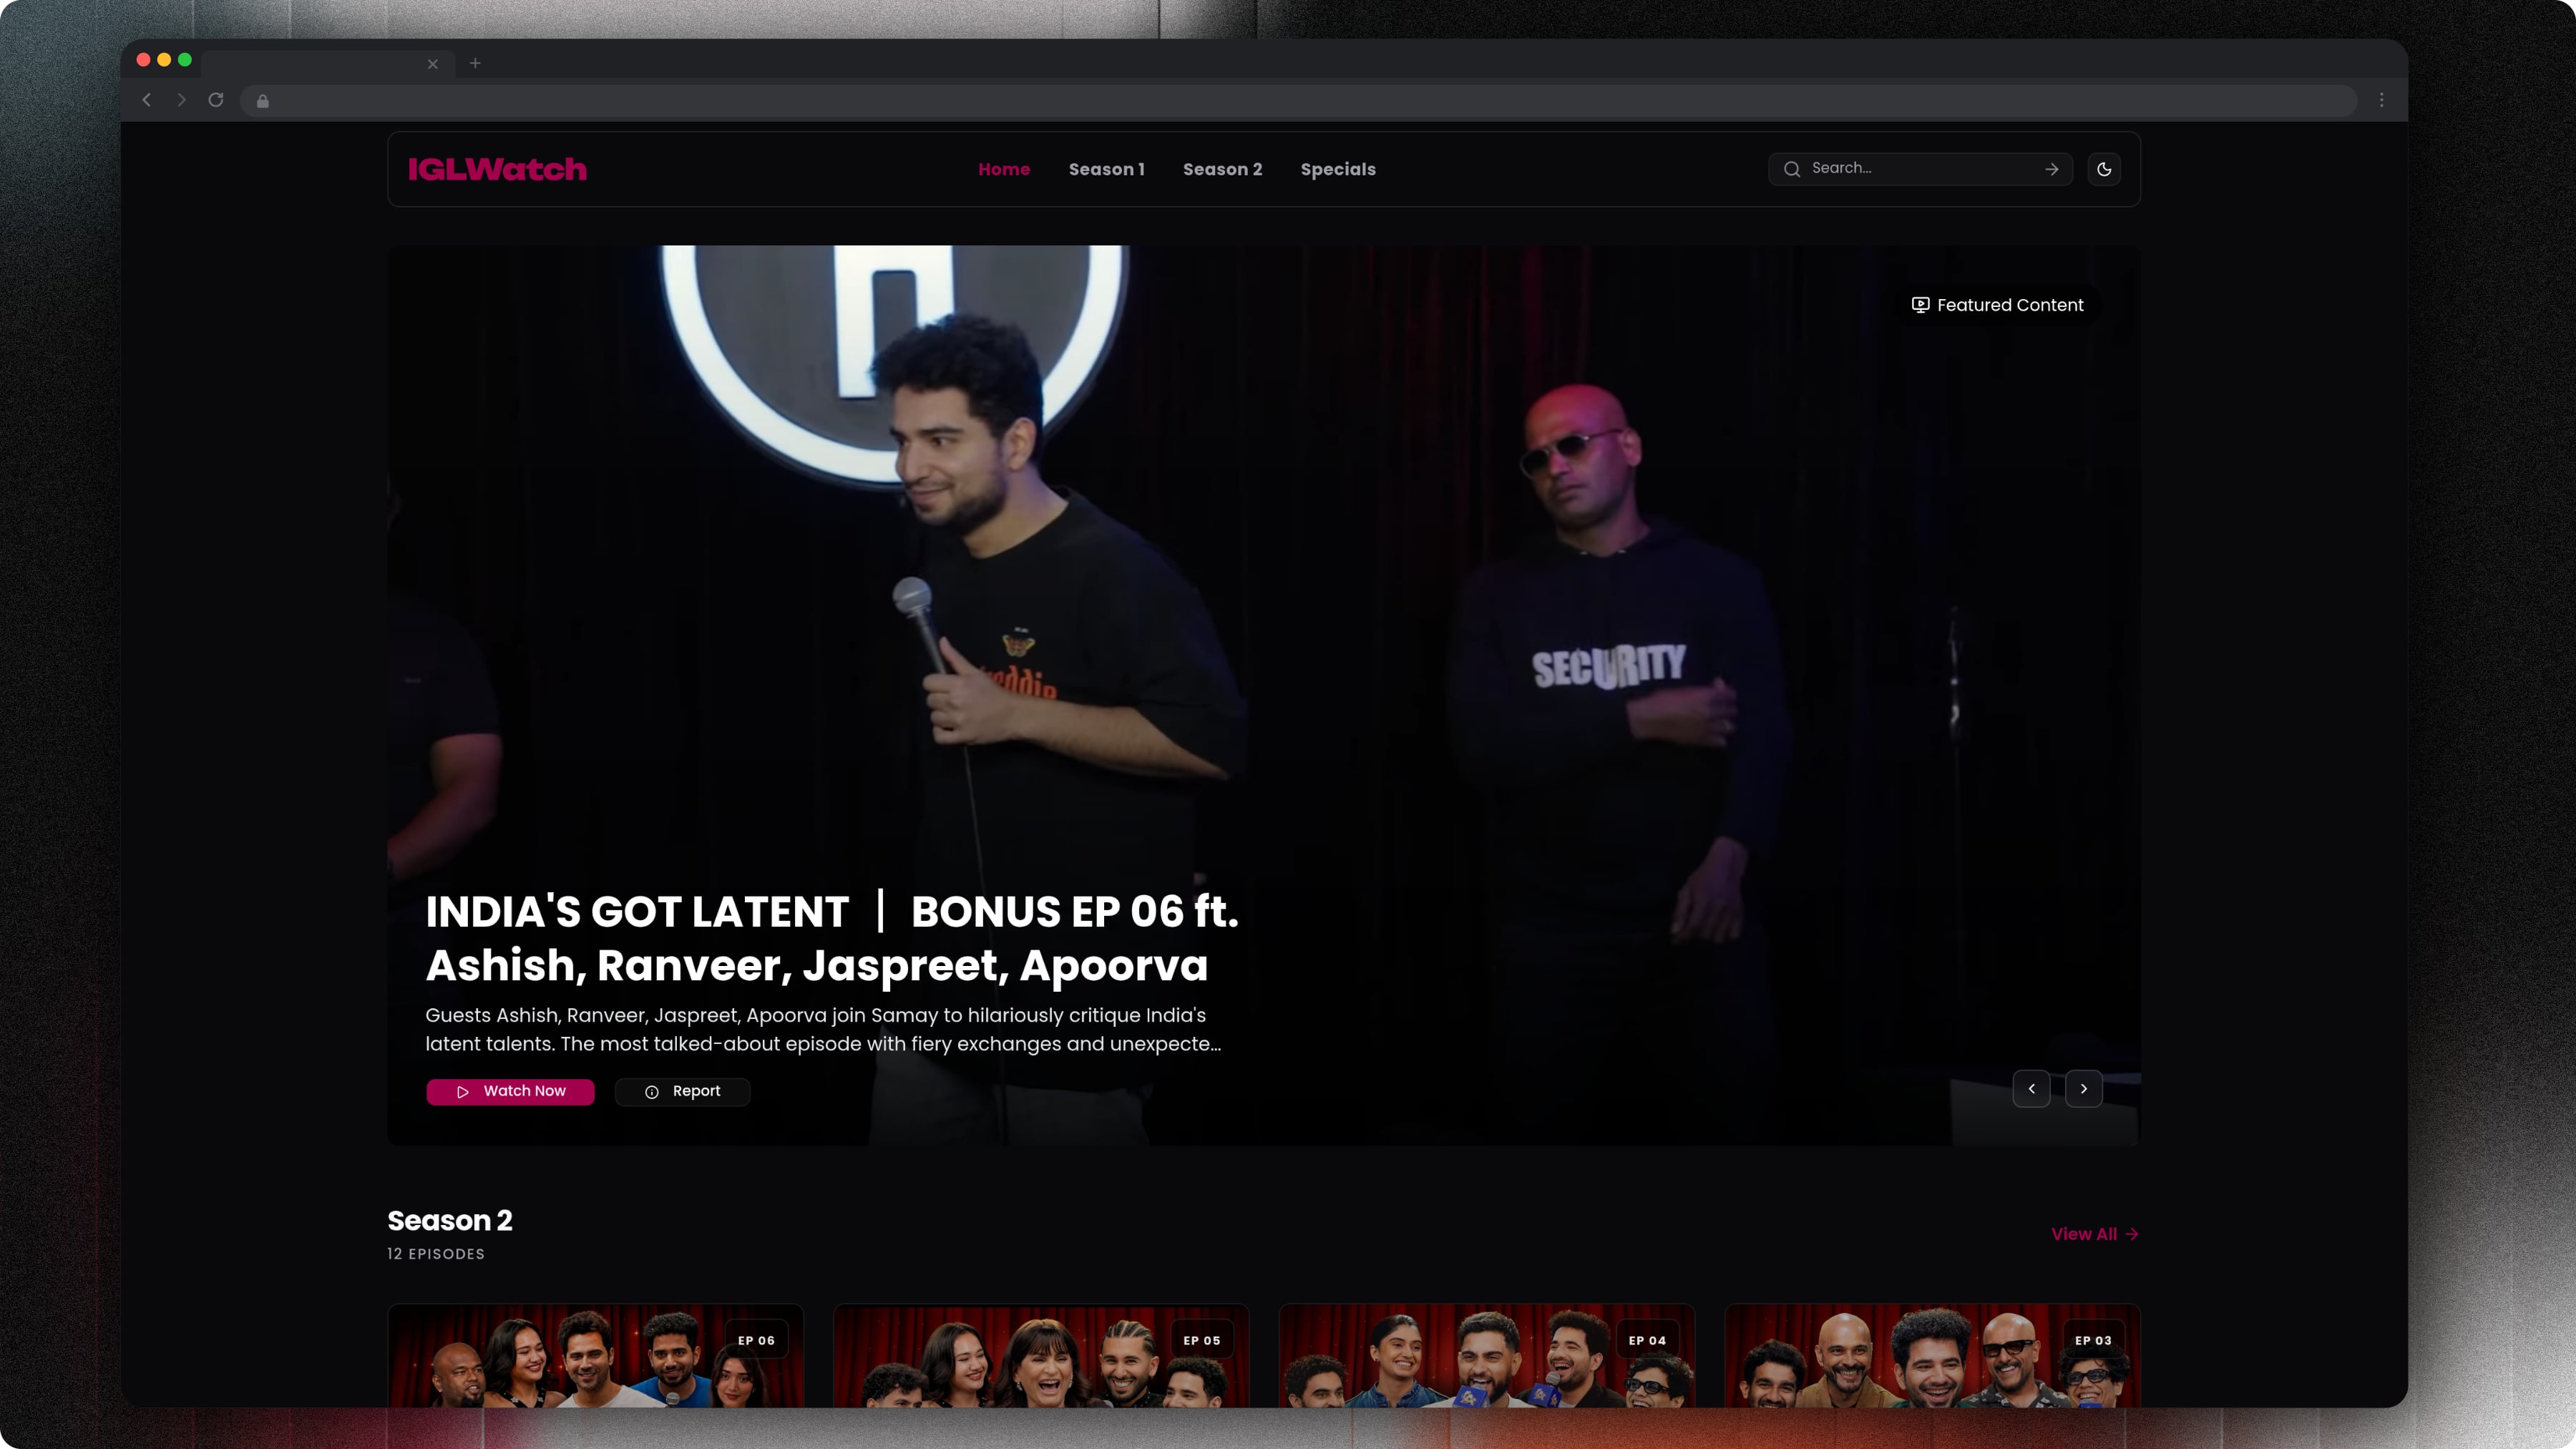 IGLWatch
Home
Season 1
Season 2
Specials
Search...
Featured Content
SECURITY
INDIA'S GOT LATENT | BONUS EP 06 ft.
Ashish, Ranveer, Jaspreet, Apoorva
Guests Ashish, Ranveer, Jaspreet, Apoorva join Samay to hilariously critique India's
latent talents. The most talked-about episode with fiery exchanges and unexpecte...
Watch Now
Report
Season 2
12 EPISODES
View All
EP 06
EP 05
EP 04
EP 03